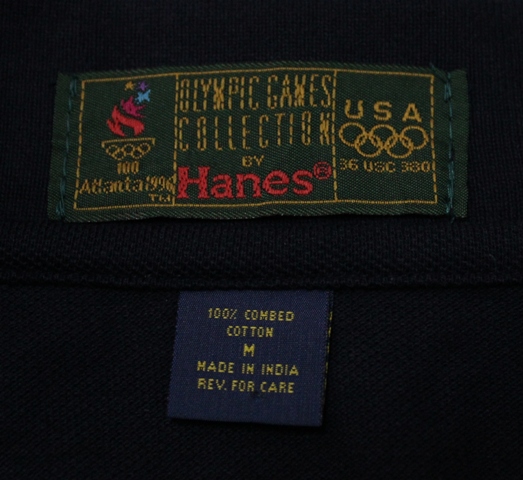 OLYMPIC GAMES
COLLECTION
BY
Hanes®
100
Atlanta 1996
TM
USA
36 USC 380
100% COMBED
COTTON
M
MADE IN INDIA
REV. FOR CARE